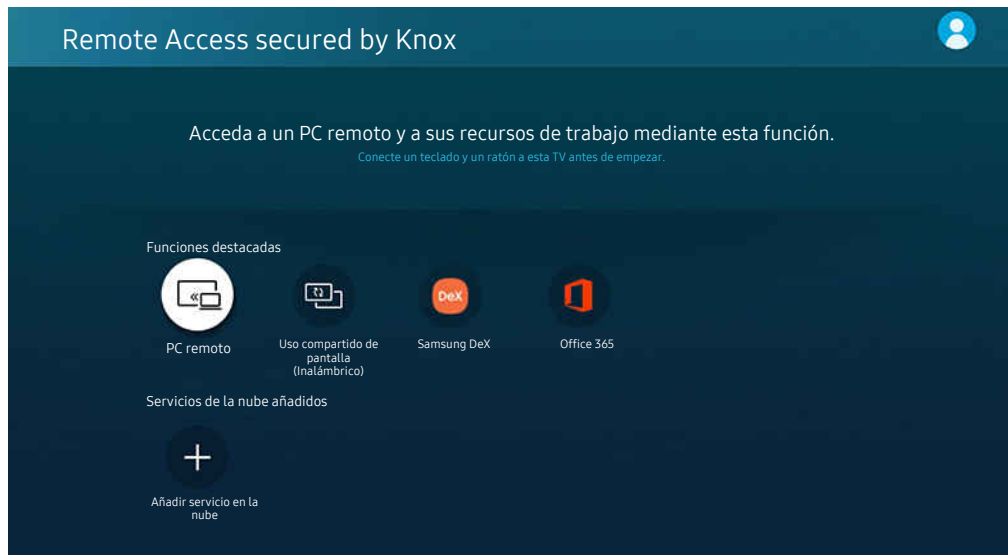 Remote Access secured by Knox
Acceda a un PC remoto y a sus recursos de trabajo mediante esta función.
Conecte un teclado y un ratón a esta TV antes de empezar.
Funciones destacadas
DeX
PC remoto
Uso compartido de
pantalla
(Inalámbrico)
Samsung DeX
Office 365
Servicios de la nube añadidos
Añadir servicio en la
nube